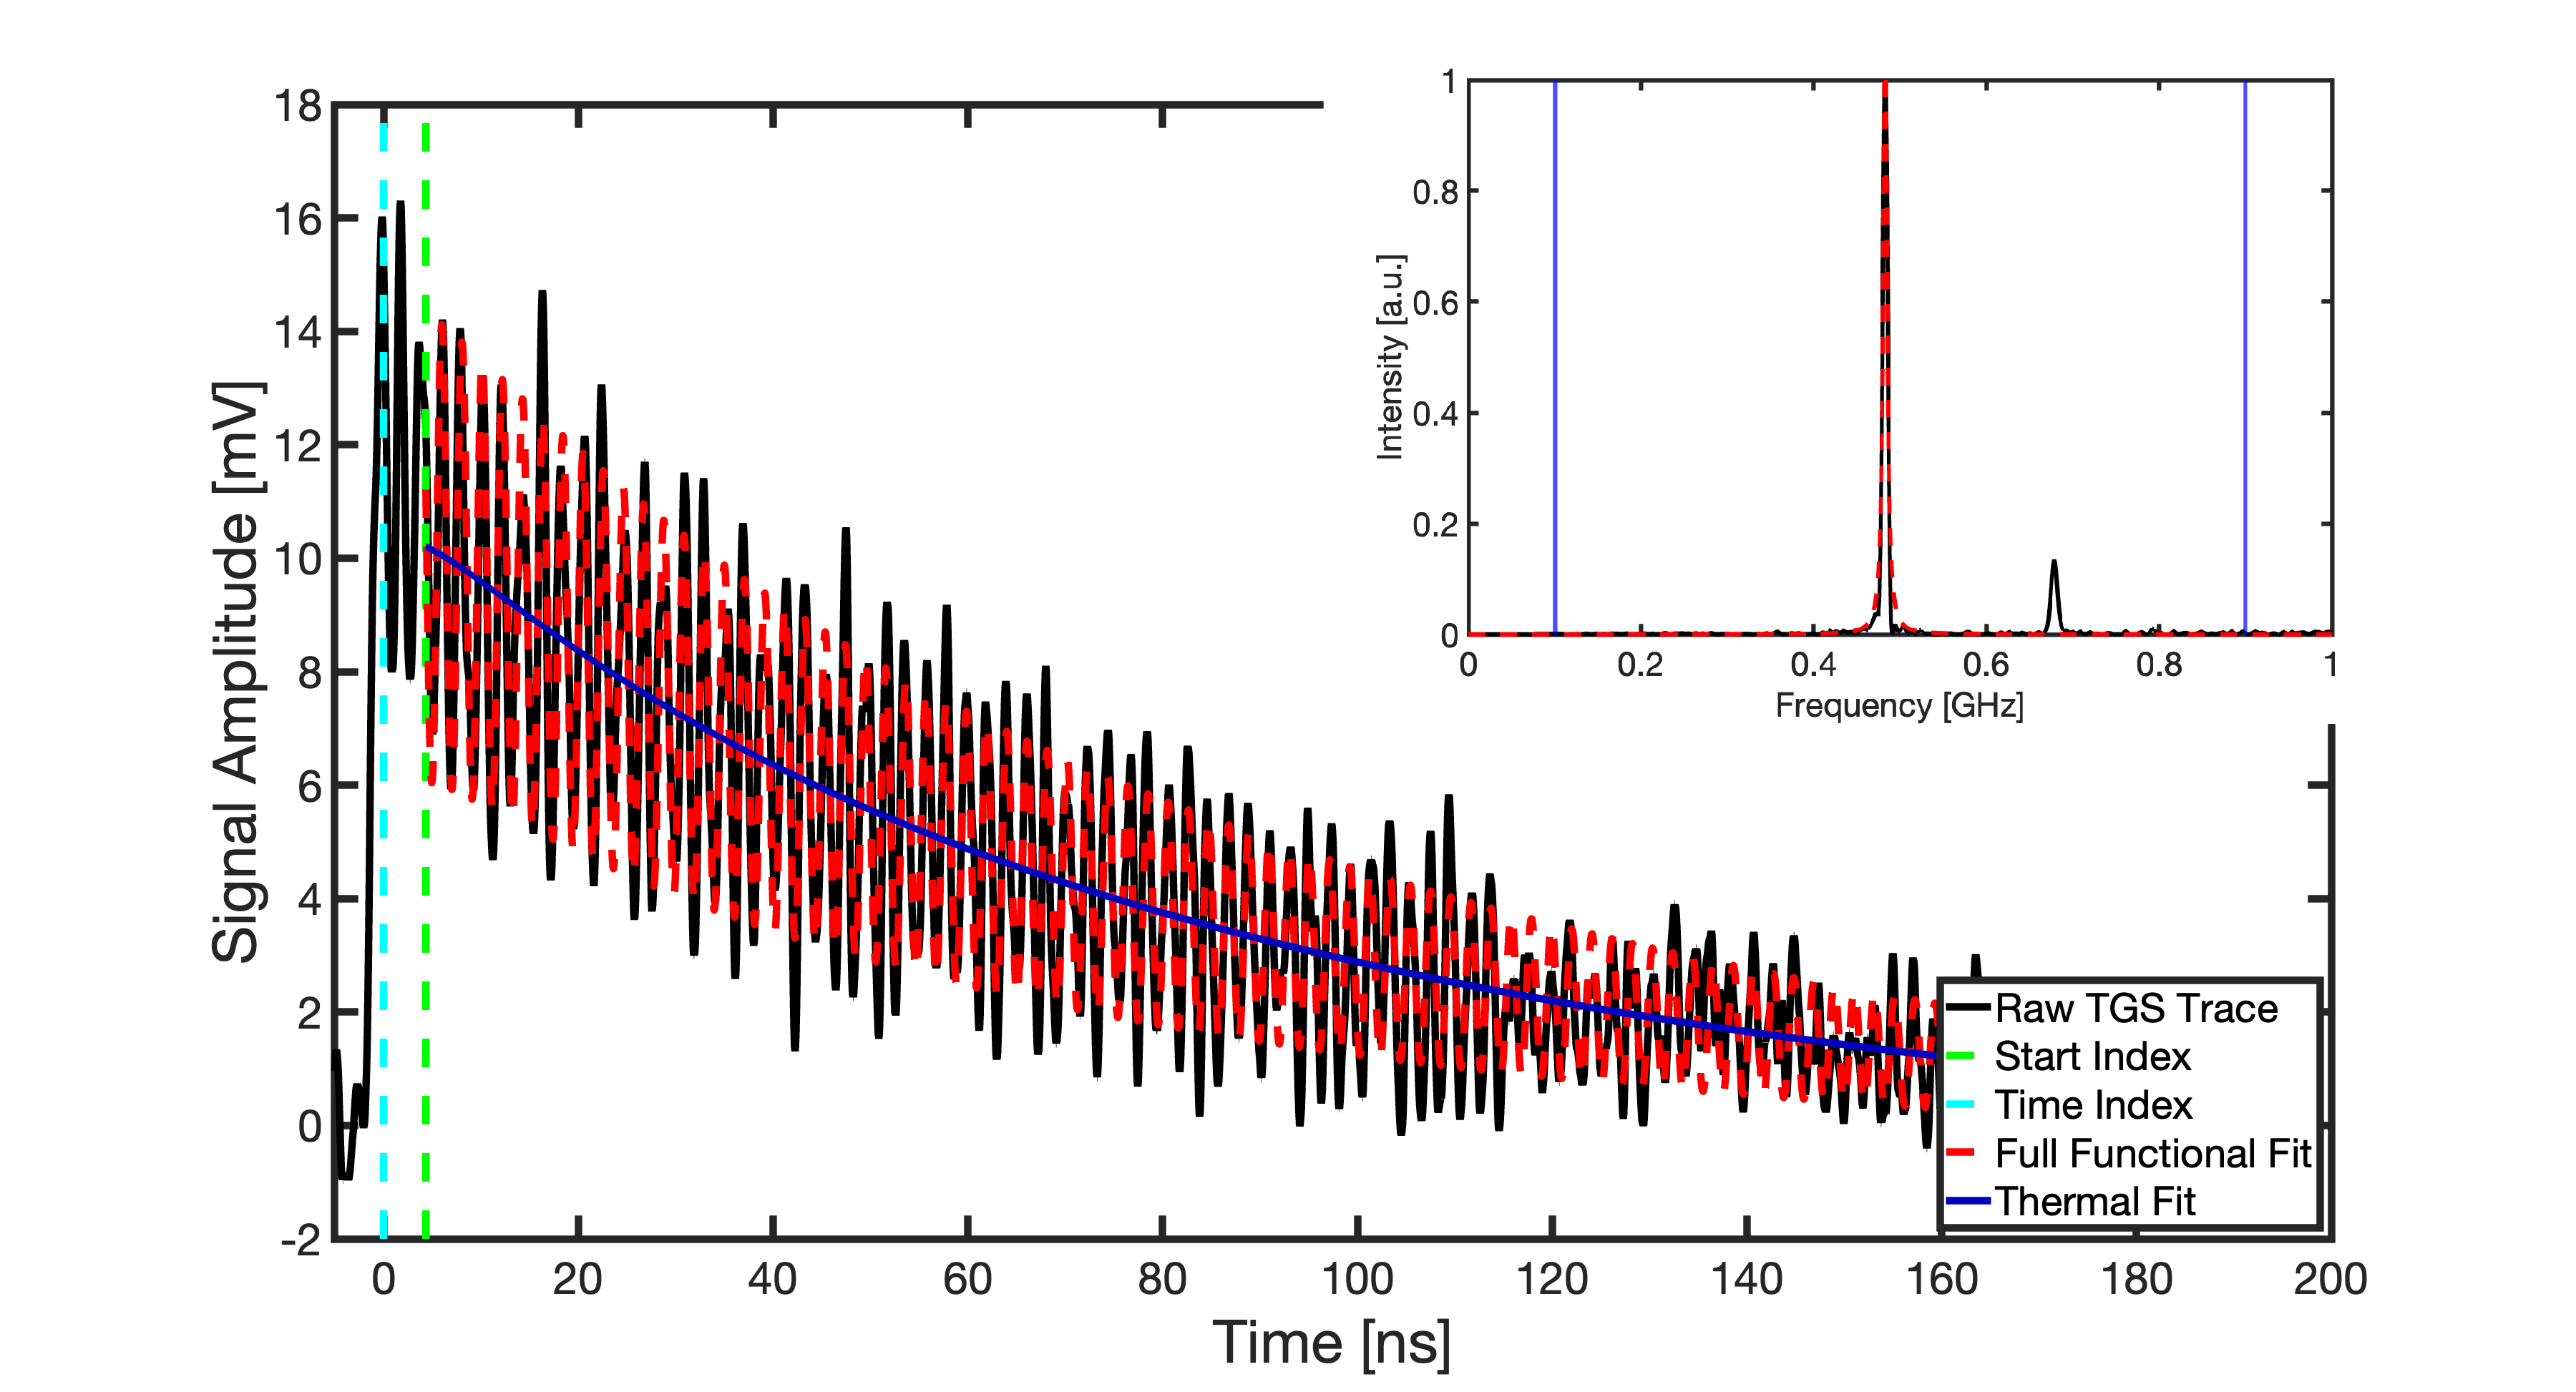 18
16
14
12
10
8
6
4
2
0
-2
Signal Amplitude [mV]
0 20 40 60 80 100 120 140 160 180 200
Time [ns]
1
0.8
0.6
0.4
0.2
0
Intensity [a.u.]
0 0.2 0.4 0.6 0.8 1
Frequency [GHz]
Raw TGS Trace
Start Index
Time Index
Full Functional Fit
Thermal Fit